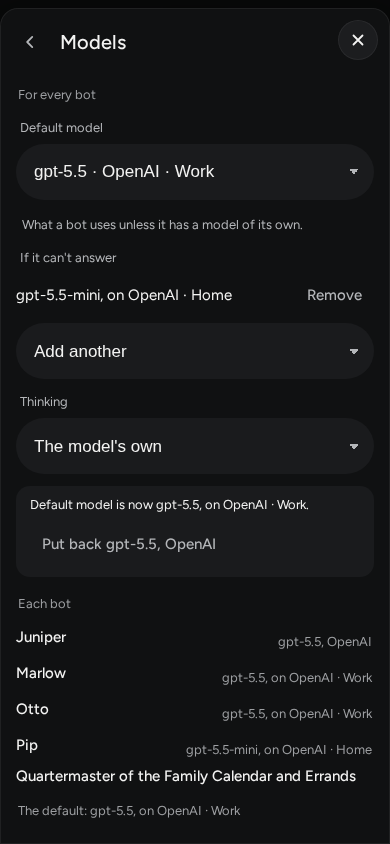 Models
For every bot
Default model
gpt-5.5 · OpenAI · Work
What a bot uses unless it has a model of its own.
If it can't answer
gpt-5.5-mini, on OpenAI · Home Remove
Add another
Thinking
The model's own
Default model is now gpt-5.5, on OpenAI · Work.
Put back gpt-5.5, OpenAI
Each bot
Juniper gpt-5.5, OpenAI
Marlow gpt-5.5, on OpenAI · Work
Otto gpt-5.5, on OpenAI · Work
Pip gpt-5.5-mini, on OpenAI · Home
Quartermaster of the Family Calendar and Errands
The default: gpt-5.5, on OpenAI · Work